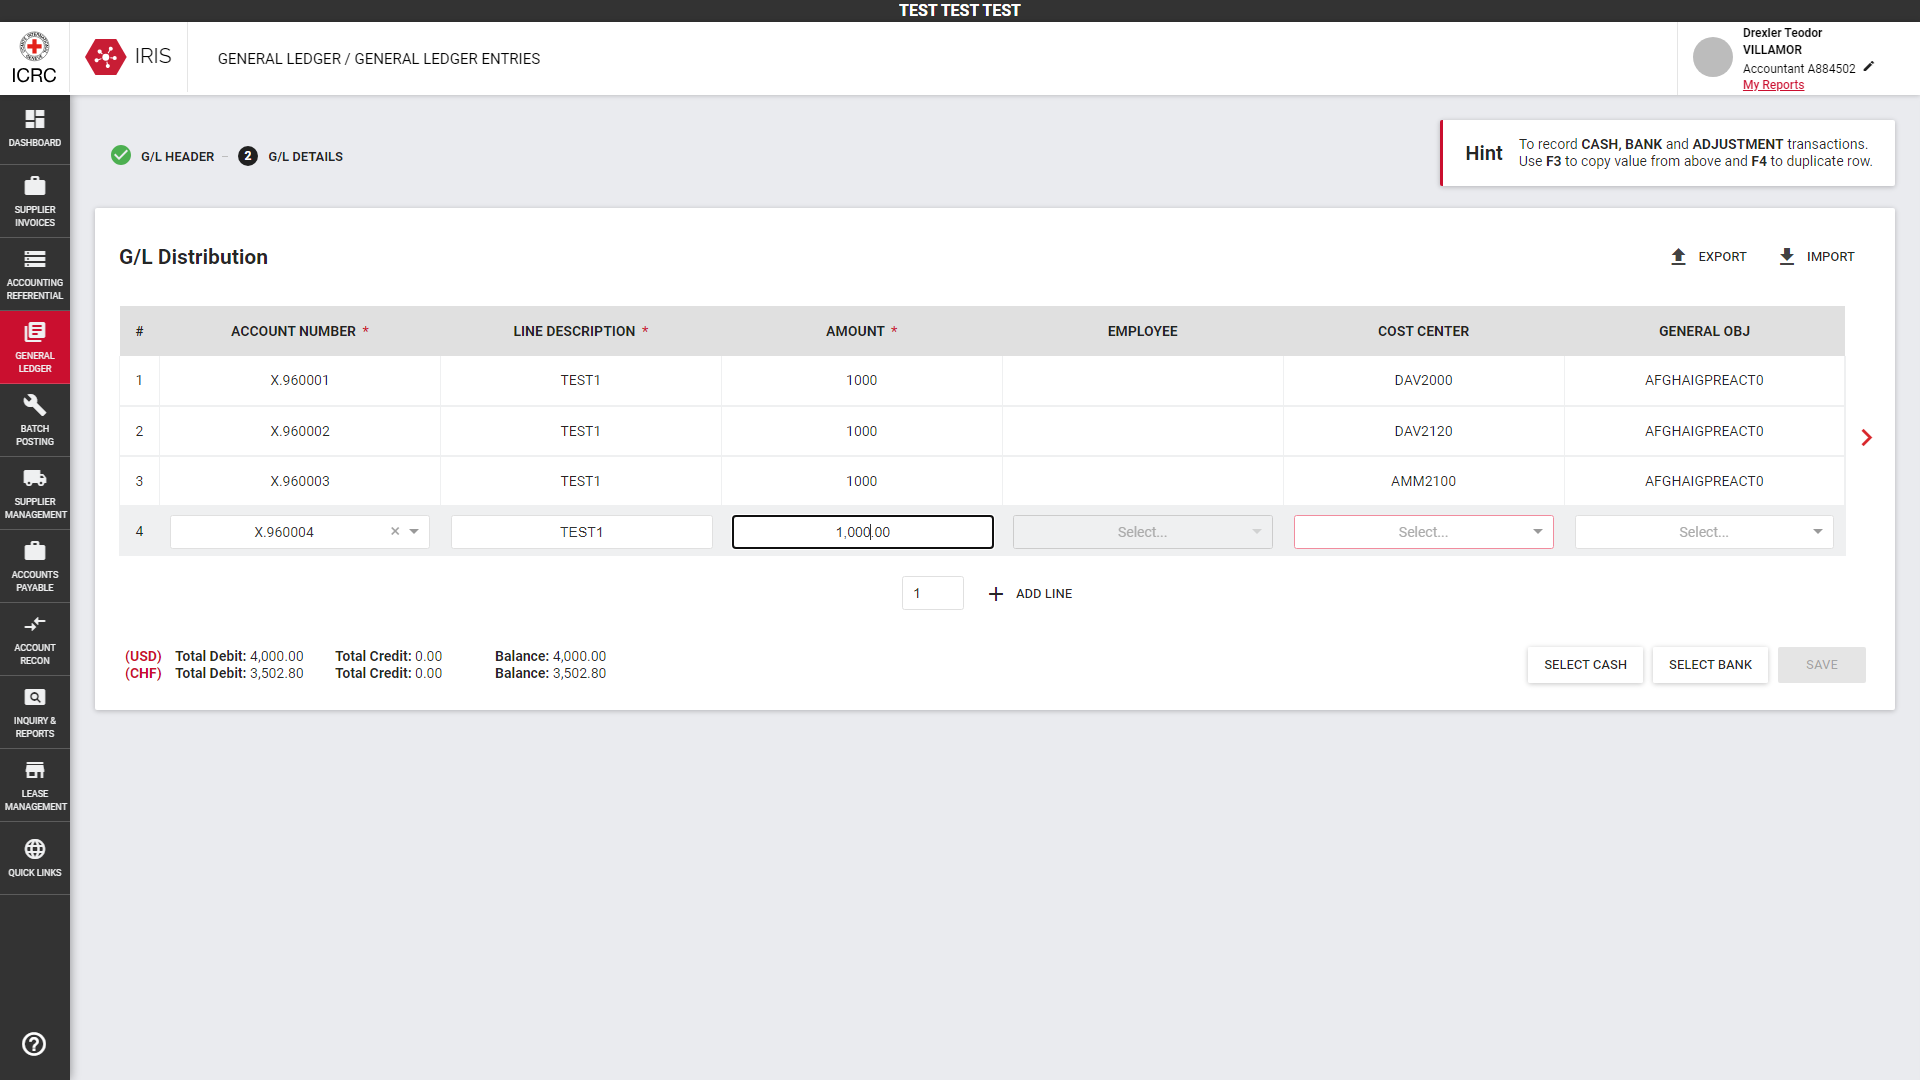 TEST TEST TEST
ICRC
IRIS
GENERAL LEDGER / GENERAL LEDGER ENTRIES
Drexler Teodor
VILLAMOR
Accountant A884502
My Reports
DASHBOARD
SUPPLIER
INVOICES
ACCOUNTING
REFERENTIAL
GENERAL
LEDGER
BATCH
POSTING
SUPPLIER
MANAGEMENT
ACCOUNTS
PAYABLE
ACCOUNT
RECON
INQUIRY &
REPORTS
LEASE
MANAGEMENT
QUICK LINKS
G/L HEADER – 2 G/L DETAILS
Hint
To record CASH, BANK and ADJUSTMENT transactions.
Use F3 to copy value from above and F4 to duplicate row.
G/L Distribution
EXPORT IMPORT
# ACCOUNT NUMBER * LINE DESCRIPTION * AMOUNT * EMPLOYEE COST CENTER GENERAL OBJ
1 X.960001 TEST1 1000 DAV2000 AFGHAIGPREACT0
2 X.960002 TEST1 1000 DAV2120 AFGHAIGPREACT0
3 X.960003 TEST1 1000 AMM2100 AFGHAIGPREACT0
4 X.960004 × TEST1 1,000.00 Select... Select... Select...
1 + ADD LINE
(USD) Total Debit: 4,000.00 Total Credit: 0.00 Balance: 4,000.00
(CHF) Total Debit: 3,502.80 Total Credit: 0.00 Balance: 3,502.80
SELECT CASH SELECT BANK SAVE